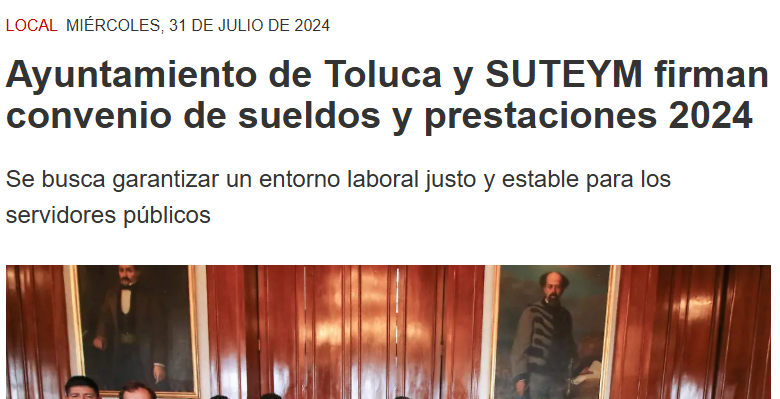 LOCAL MIÉRCOLES, 31 DE JULIO DE 2024
Ayuntamiento de Toluca y SUTEYM firman
convenio de sueldos y prestaciones 2024
Se busca garantizar un entorno laboral justo y estable para los
servidores públicos